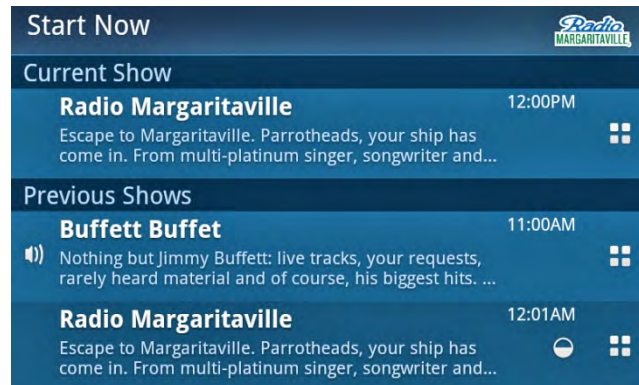 Start Now
Radio
MARGARITAVILLE
Current Show
Radio Margaritaville
12:00PM
Escape to Margaritaville. Parrotheads, your ship has
come in. From multi-platinum singer, songwriter and...
Previous Shows
Buffett Buffet
11:00AM
Nothing but Jimmy Buffett: live tracks, your requests,
rarely heard material and of course, his biggest hits. ...
Radio Margaritaville
12:01AM
Escape to Margaritaville. Parrotheads, your ship has
come in. From multi-platinum singer, songwriter and...